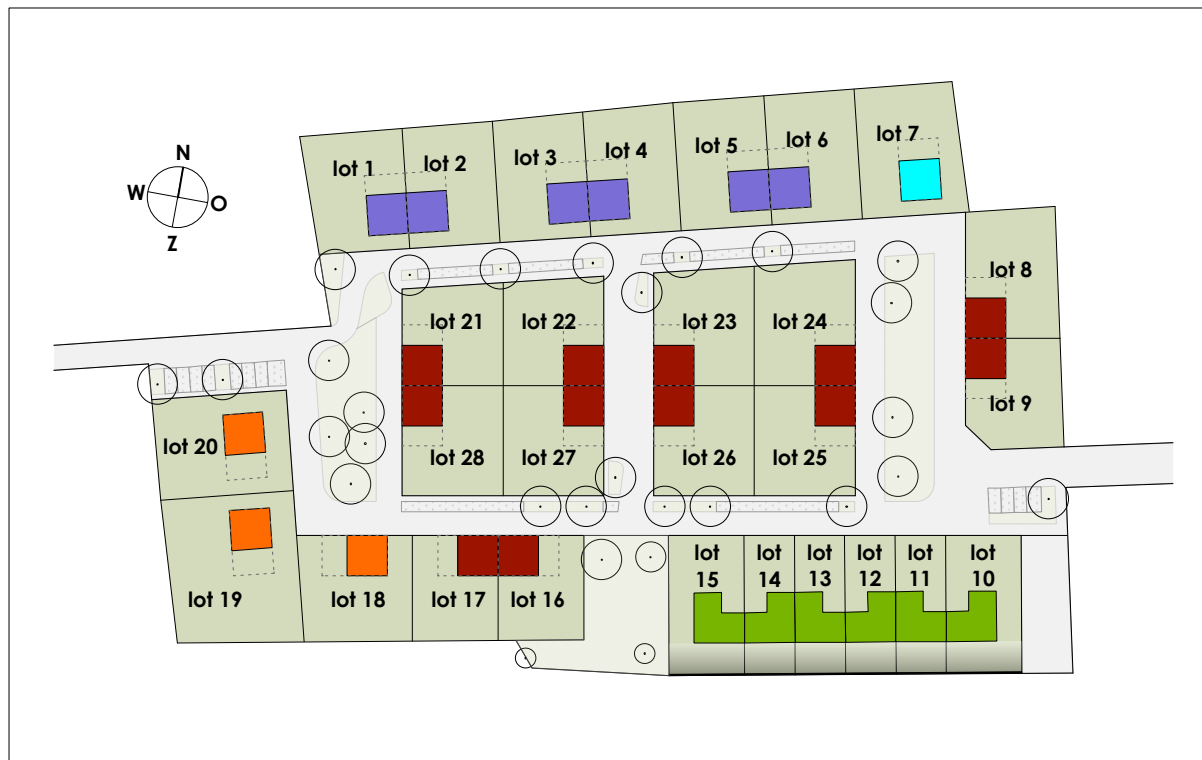 N
W
O
Z
lot 1
lot 2
lot 3
lot 4
lot 5
lot 6
lot 7
lot 8
lot 9
lot 21
lot 22
lot 23
lot 24
lot 20
lot 28
lot 27
lot 26
lot 25
lot 19
lot 18
lot 17
lot 16
lot
15
lot
14
lot
13
lot
12
lot
11
lot
10